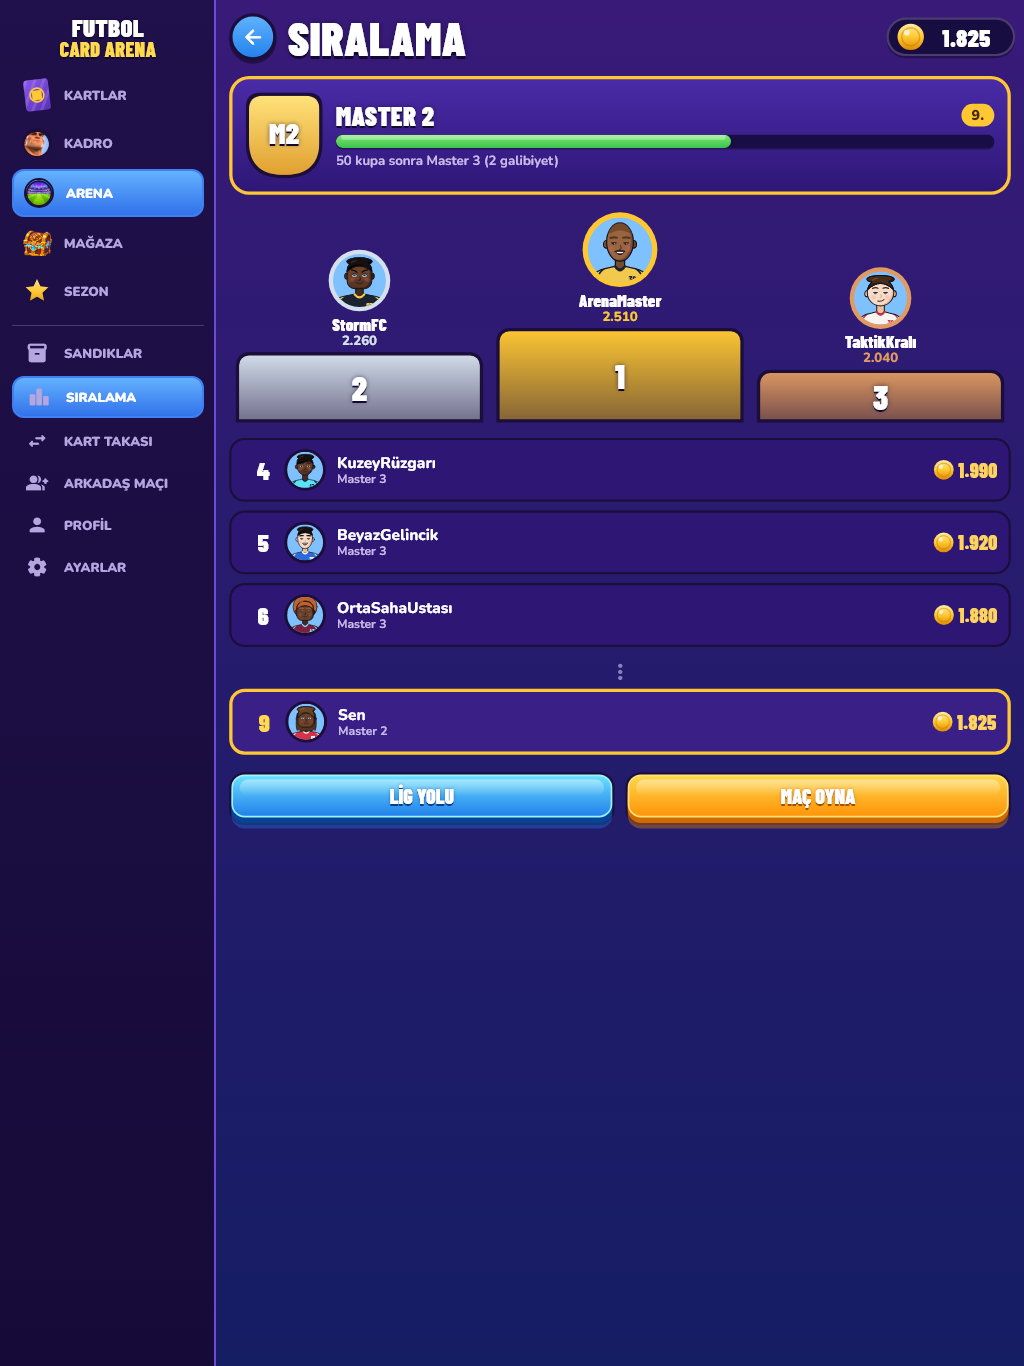 FUTBOL
CARD ARENA
KARTLAR
KADRO
ARENA
MAĞAZA
SEZON
SANDIKLAR
SIRALAMA
KART TAKASI
ARKADAŞ MAÇI
PROFİL
AYARLAR
SIRALAMA
1.825
M2
MASTER 2
9.
50 kupa sonra Master 3 (2 galibiyet)
StormFC
2.260
2
ArenaMaster
2.510
1
TaktikKralı
2.040
3
4
KuzeyRüzgarı
Master 3
1.990
5
BeyazGelincik
Master 3
1.920
6
OrtaSahaUstası
Master 3
1.880
9
Sen
Master 2
1.825
LİG YOLU
MAÇ OYNA